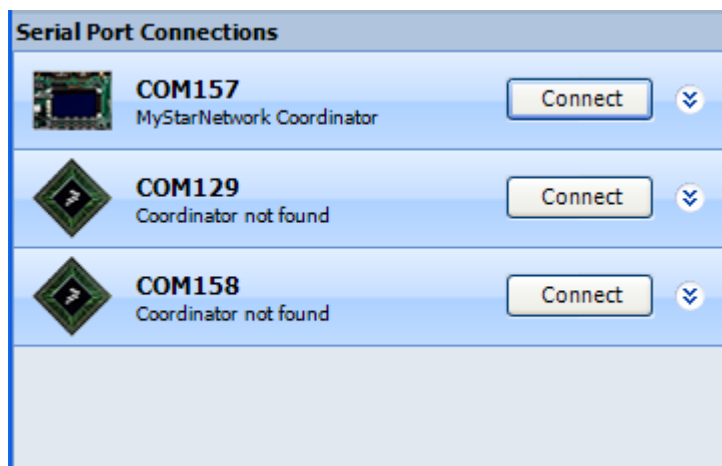 Serial Port Connections
COM157
MyStarNetwork Coordinator
Connect
COM129
Coordinator not found
Connect
COM158
Coordinator not found
Connect